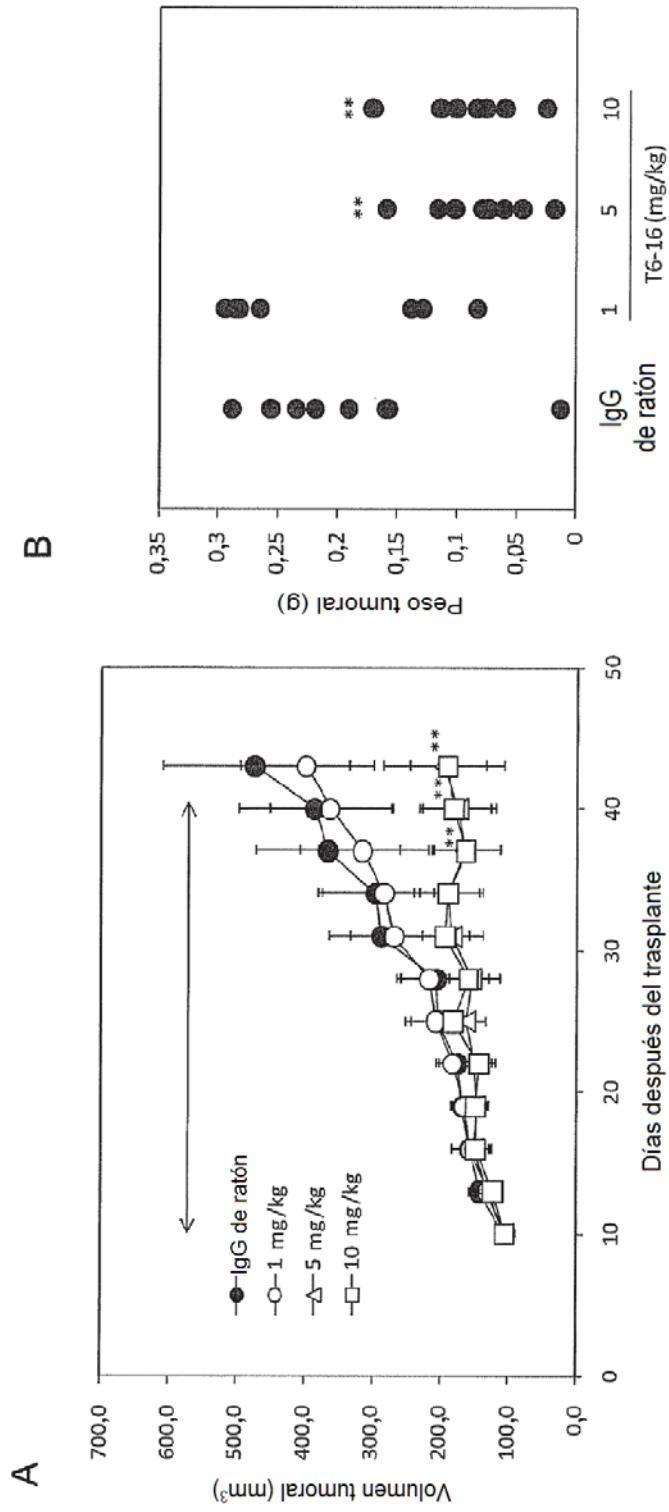 A
Volumen tumoral (mm³)
700,0
600,0
500,0
400,0
300,0
200,0
100,0
0,0
IgG de ratón
1 mg/kg
5 mg/kg
10 mg/kg
**
**
**
0
10
20
30
40
50
Días después del trasplante
B
Peso tumoral (g)
0,35
0,3
0,25
0,2
0,15
0,1
0,05
0
**
**
IgG
de ratón
1
5
10
T6-16 (mg/kg)